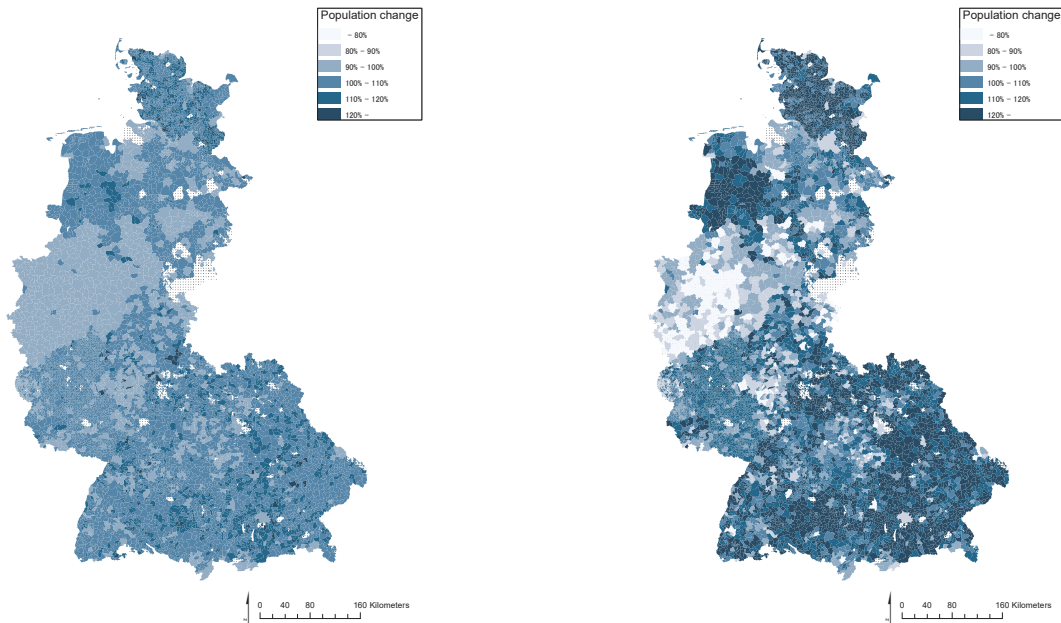 Population change
- 80%
80% - 90%
90% - 100%
100% - 110%
110% - 120%
120% -
0 40 80 160 Kilometers
Population change
- 80%
80% - 90%
90% - 100%
100% - 110%
110% - 120%
120% -
0 40 80 160 Kilometers